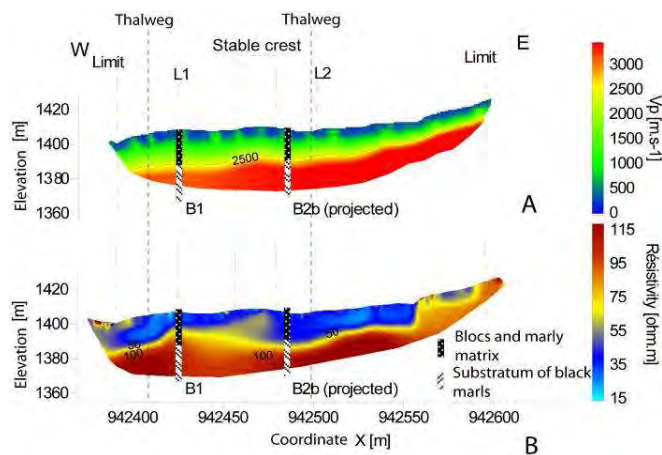 Thalweg Thalweg
W Stable crest E
Limit L1 L2 Limit
1420
1400
1380
1360
Elevation [m]
2500
B1 B2b (projected) A
3000
2500
2000
1500
1000
500
0
Vp [m.s-1]
1420
1400
1380
1360
Elevation [m]
50 100 100 50
B1 B2b (projected)
Blocs and marly
matrix
Substratum of black
marls
115
95
75
55
35
15
Résistivity [ohm.m]
942400 942450 942500 942550 942600
Coordinate X [m] B